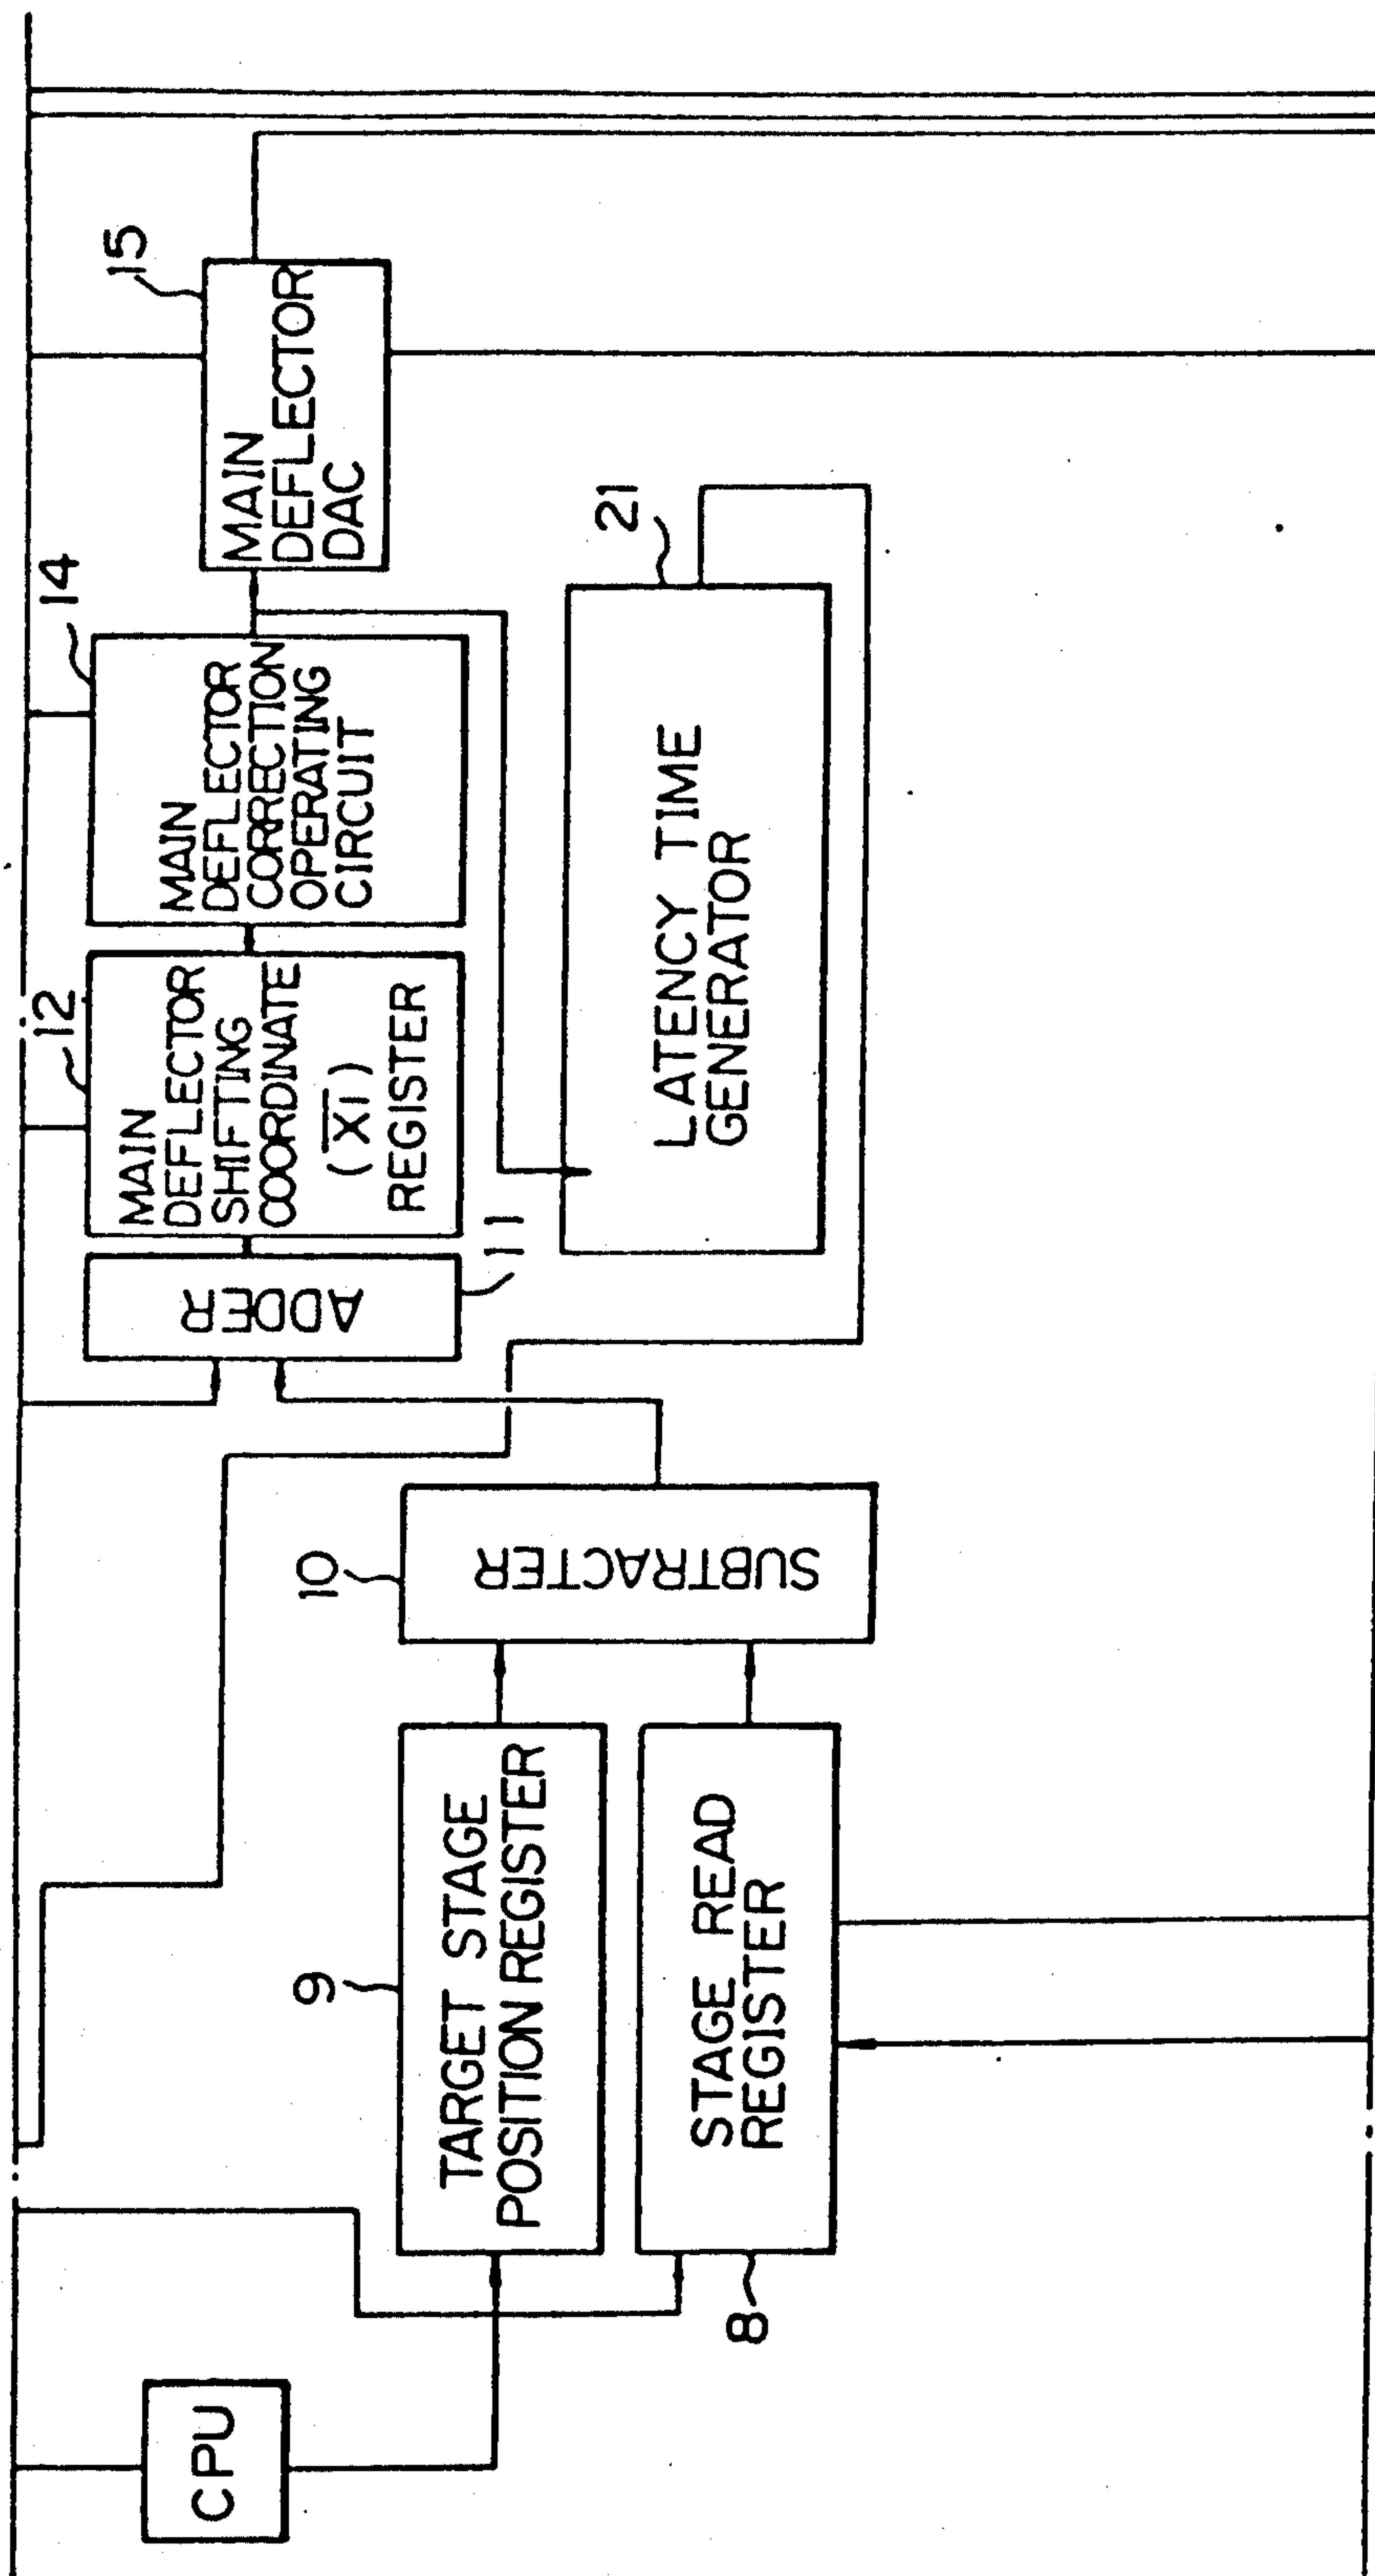 CPU
9
TARGET STAGE
POSITION REGISTER
8
STAGE READ
REGISTER
10
SUBTRACTER
11
ADDER
12
MAIN
DEFLECTOR
SHIFTING
COORDINATE
(X1)
REGISTER
14
MAIN
DEFLECTOR
CORRECTION
OPERATING
CIRCUIT
15
MAIN
DEFLECTOR
DAC
21
LATENCY TIME
GENERATOR